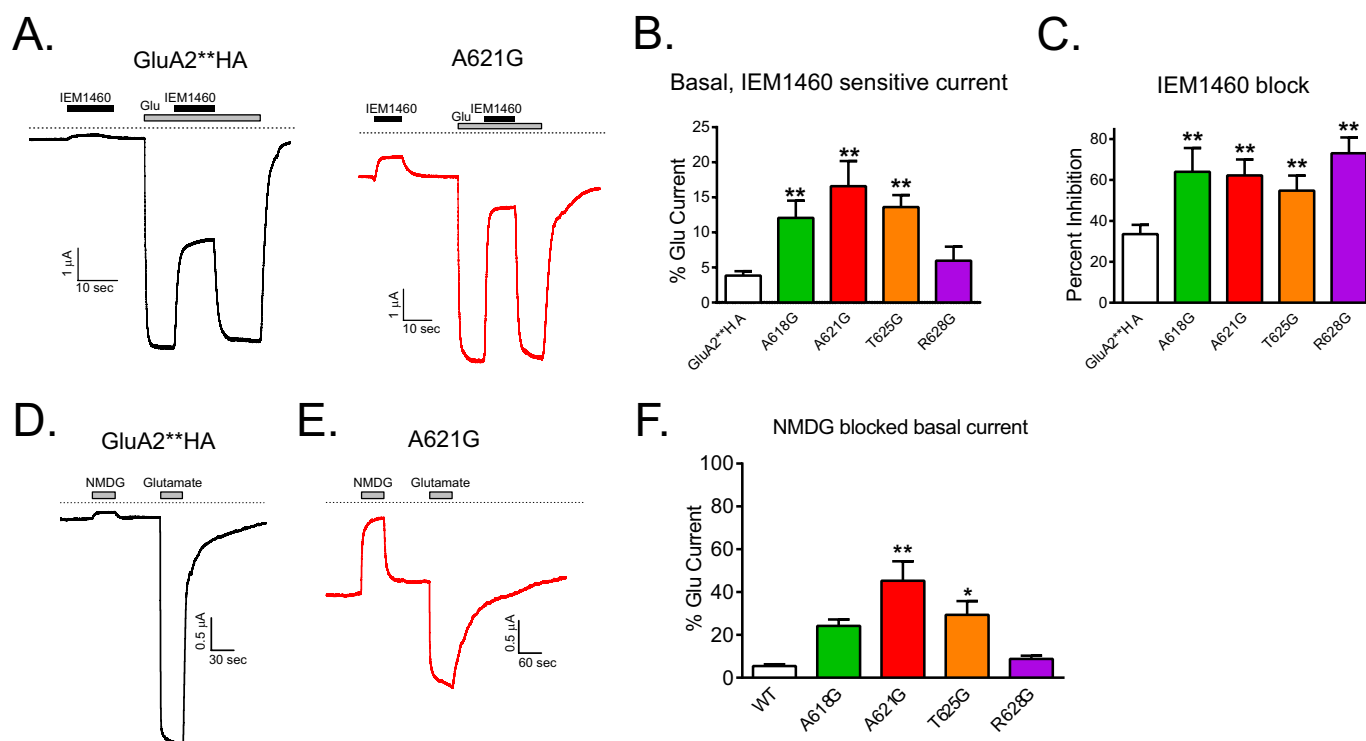 A.
GluA2**HA
IEM1460
Glu
IEM1460
1 µA
10 sec
A621G
IEM1460
Glu
IEM1460
1 µA
10 sec
B.
Basal, IEM1460 sensitive current
% Glu Current
25
20
15
10
5
0
**
**
**
GluA2**HA
A618G
A621G
T625G
R628G
C.
IEM1460 block
Percent Inhibition
80
60
40
20
0
**
**
**
**
GluA2**HA
A618G
A621G
T625G
R628G
D.
GluA2**HA
NMDG
Glutamate
0.5 µA
30 sec
E.
A621G
NMDG
Glutamate
0.5 µA
60 sec
F.
NMDG blocked basal current
% Glu Current
100
80
60
40
20
0
**
*
WT
A618G
A621G
T625G
R628G